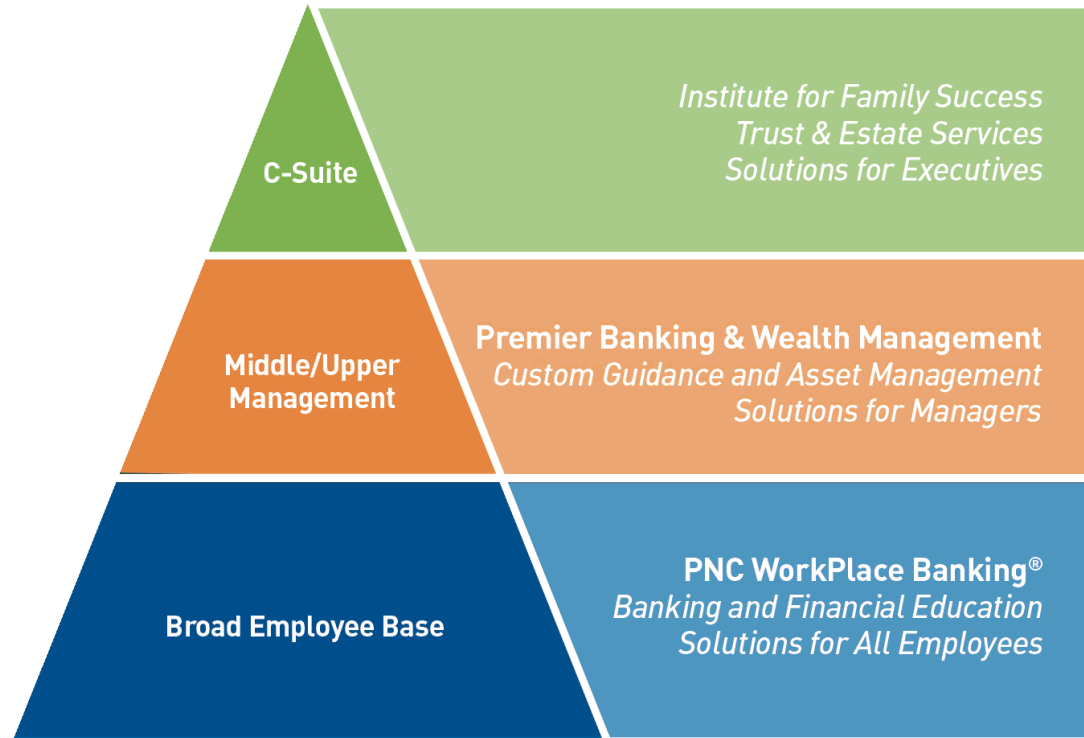 C-Suite
Institute for Family Success
Trust & Estate Services
Solutions for Executives
Middle/Upper
Management
Premier Banking & Wealth Management
Custom Guidance and Asset Management
Solutions for Managers
Broad Employee Base
PNC WorkPlace Banking®
Banking and Financial Education
Solutions for All Employees